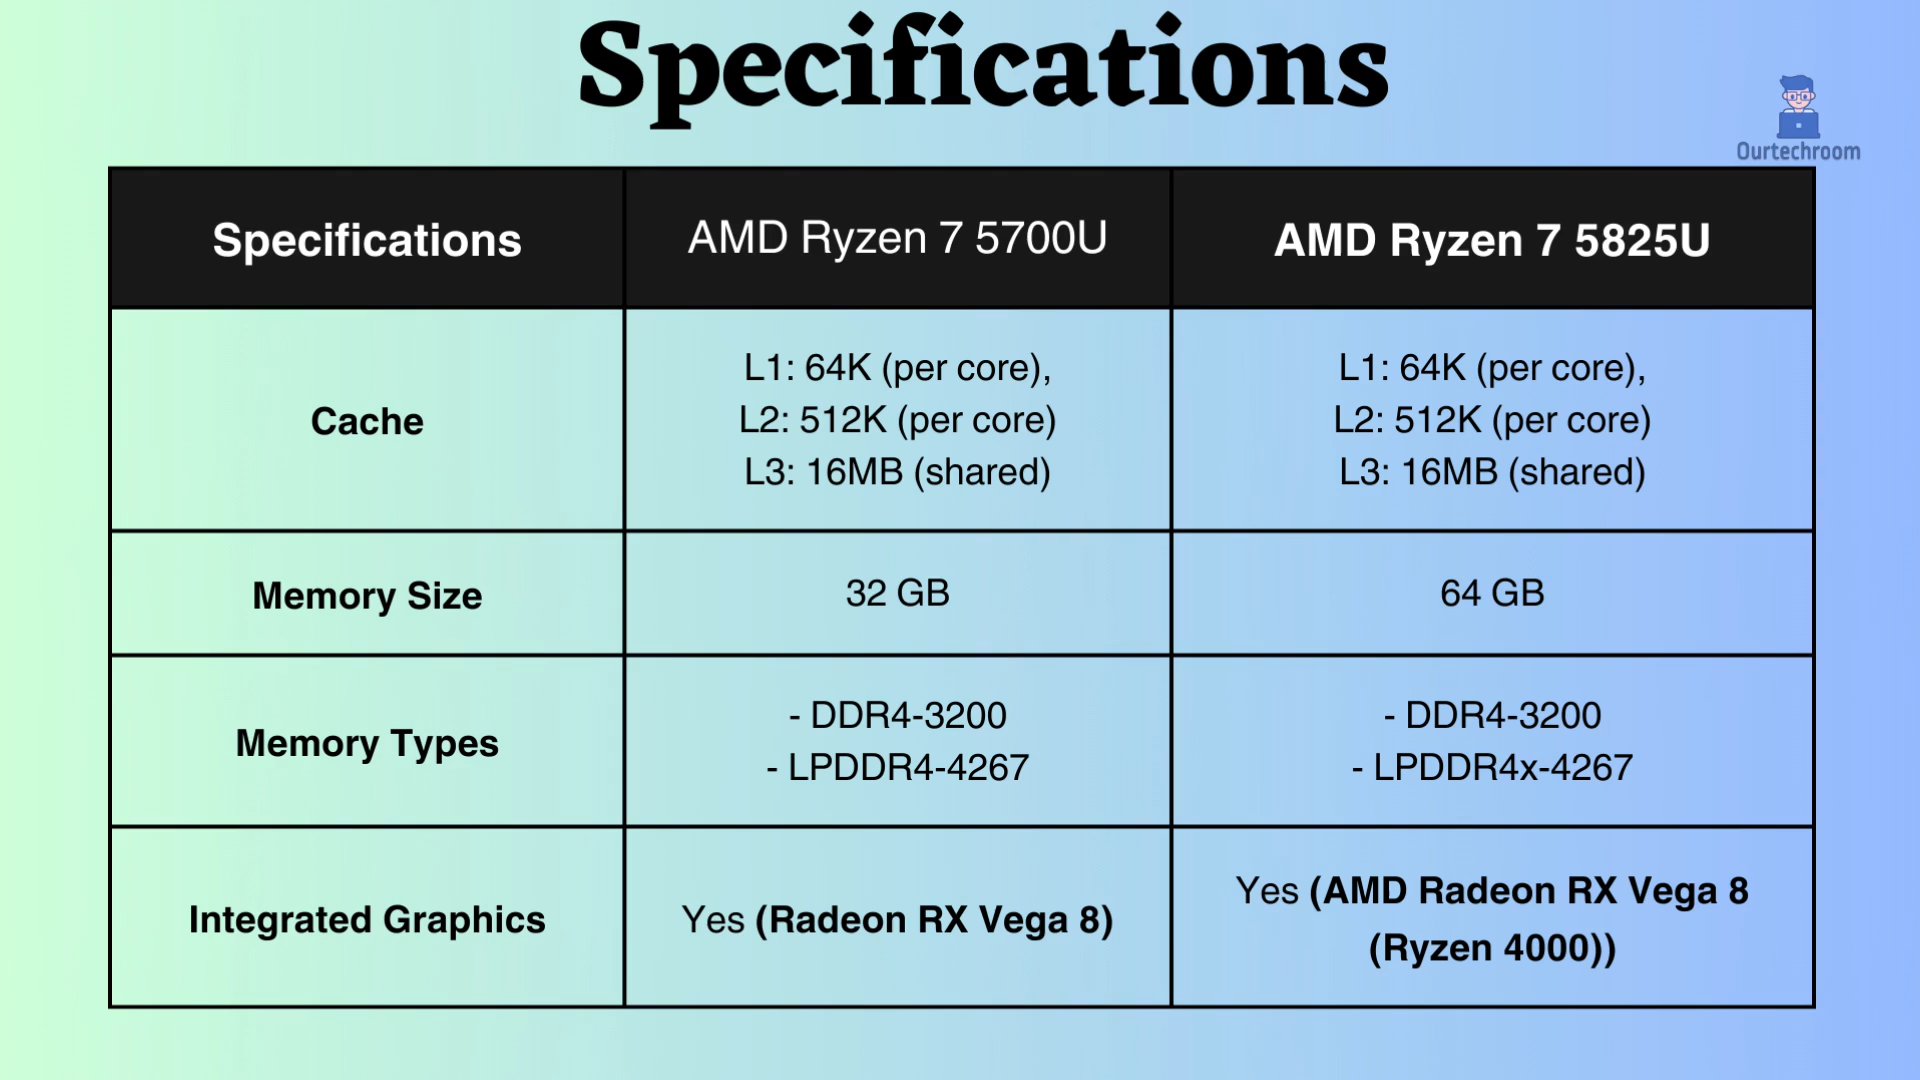 Specifications
Ourtechroom
Specifications
AMD Ryzen 7 5700U
AMD Ryzen 7 5825U
Cache
L1: 64K (per core),
L2: 512K (per core)
L3: 16MB (shared)
L1: 64K (per core),
L2: 512K (per core)
L3: 16MB (shared)
Memory Size
32 GB
64 GB
Memory Types
- DDR4-3200
- LPDDR4-4267
- DDR4-3200
- LPDDR4x-4267
Integrated Graphics
Yes (Radeon RX Vega 8)
Yes (AMD Radeon RX Vega 8
(Ryzen 4000))